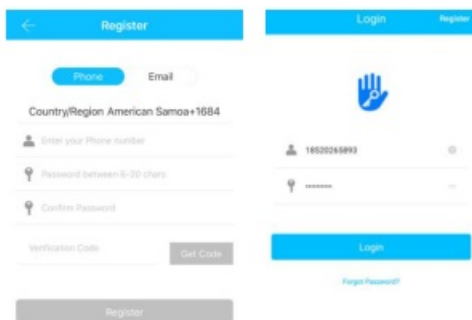 Register
Phone Email
Country/Region American Samoa+1684
Enter your Phone number
Password between 6-20 chars
Confirm Password
Verification Code Get Code
Register
Login Register
18520265893
Login
Forgot Password?